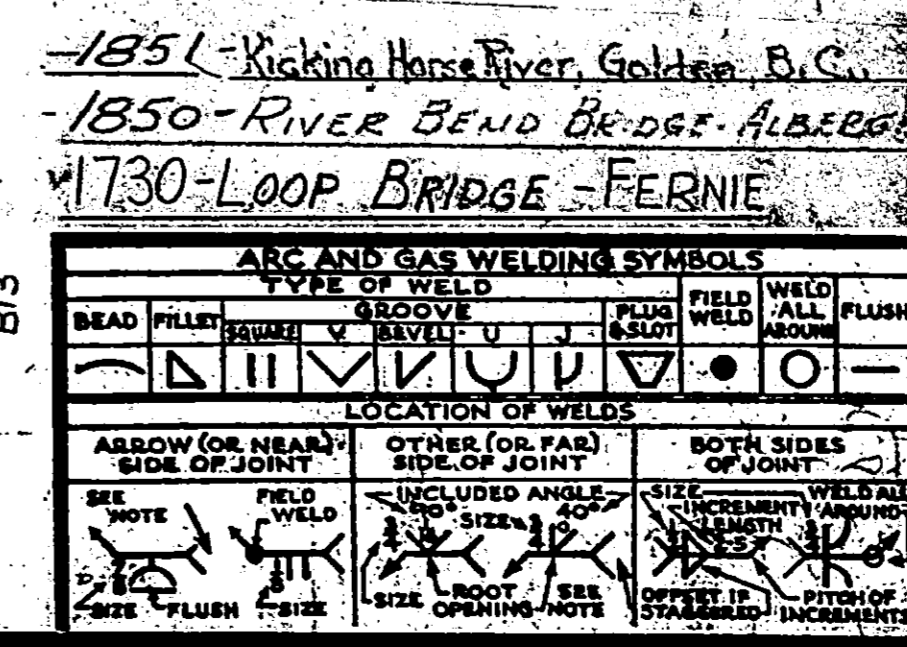 -1851-Kicking Horse River, Golden, B.C.
-1850-RIVER BEND BRIDGE-
1730-LOOP BRIDGE-FERNIE
ARC AND GAS WELDING SYMBOLS
TYPE OF WELD
BEAD FILLET GROOVE PLUG & SLOT FIELD WELD WELD ALL AROUND FLUSH
SQUARE V BEVEL U J
LOCATION OF WELDS
ARROW (OR NEAR) SIDE OF JOINT
OTHER (OR FAR) SIDE OF JOINT
BOTH SIDES OF JOINT
SEE NOTE
SIZE
FLUSH
FIELD WELD
SIZE
INCLUDED ANGLE
40°
SIZE
SIZE
ROOT OPENING
SEE NOTE
SIZE
INCREMENT LENGTH
2-5
WELD ALL AROUND
OFFSET IF STAGGERED
PITCH OF INCREMENTS